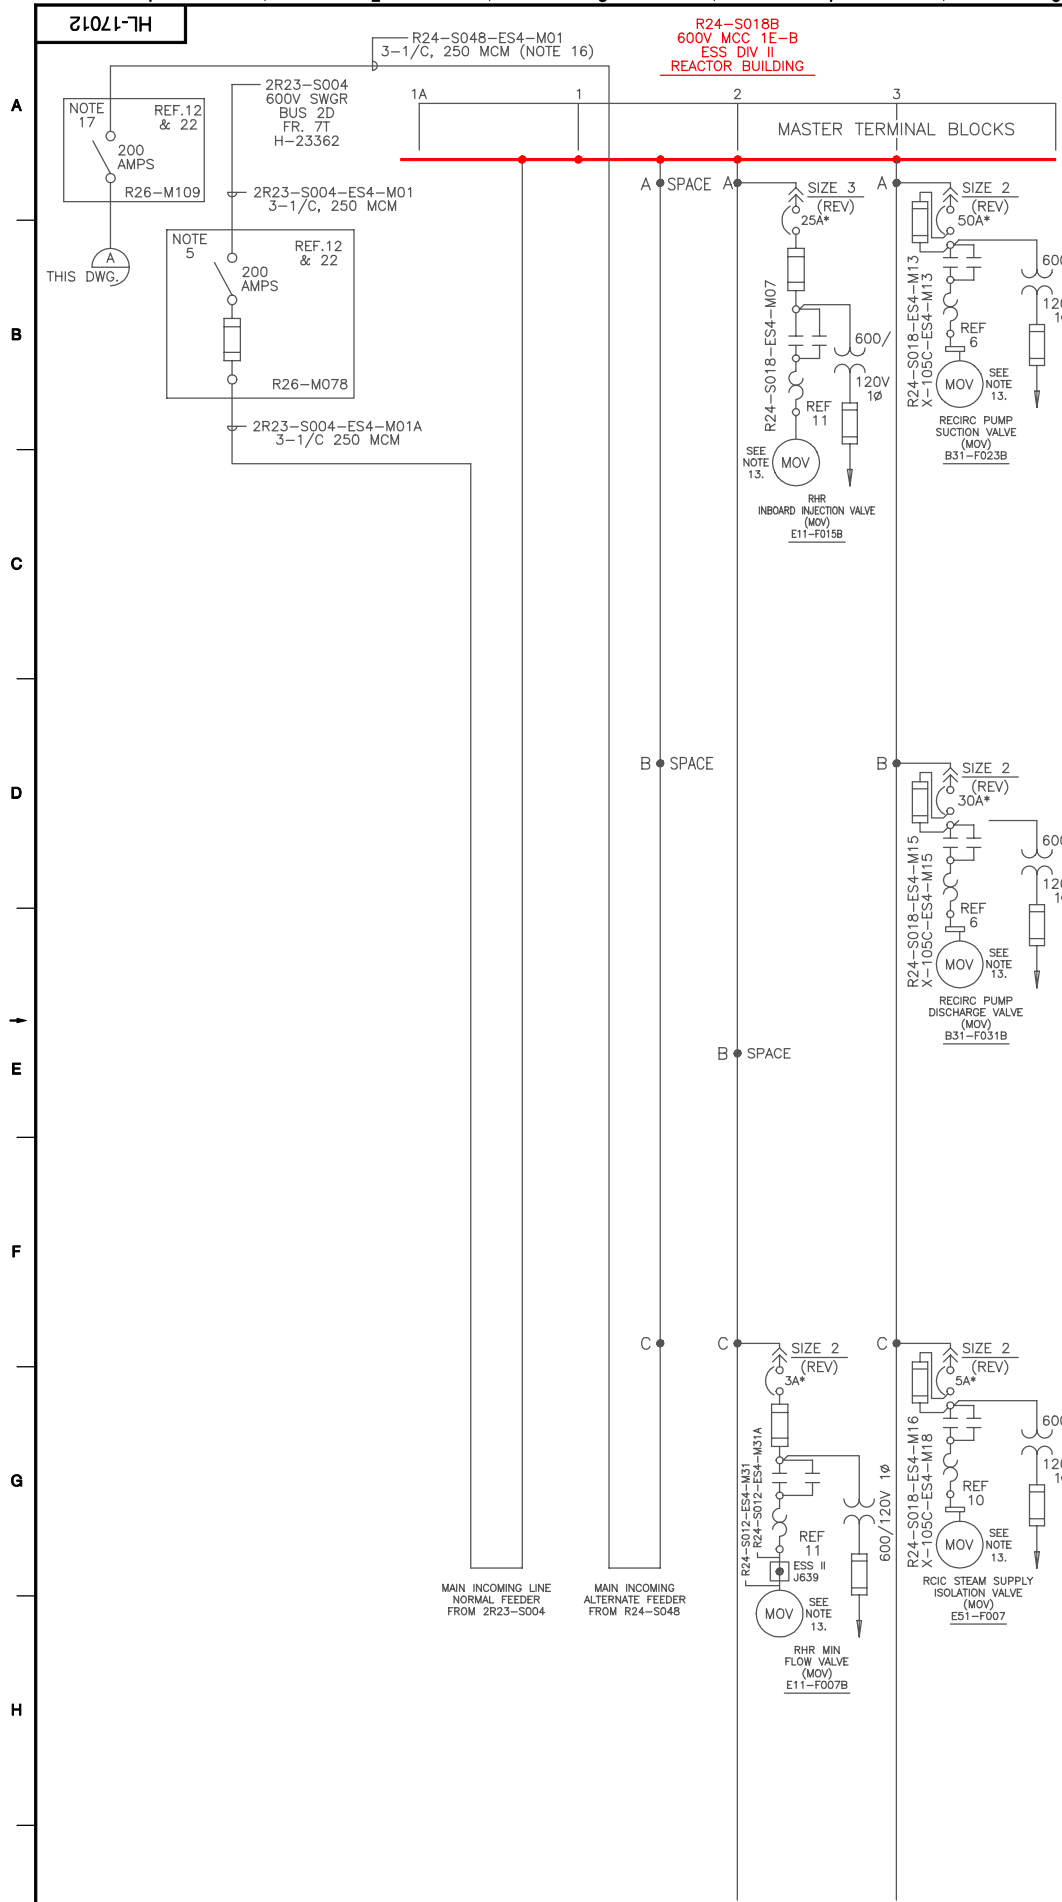 HL-17012
R24-S048-ES4-M01
3-1/C, 250 MCM (NOTE 16)
R24-S018B
600V MCC 1E-B
ESS DIV II
REACTOR BUILDING
A
NOTE
17
REF.12
& 22
200
AMPS
R26-M109
2R23-S004
600V SWGR
BUS 2D
FR. 7T
H-23362
1A
1
2
3
MASTER TERMINAL BLOCKS
2R23-S004-ES4-M01
3-1/C, 250 MCM
A
THIS DWG.
NOTE
5
REF.12
& 22
200
AMPS
R26-M078
2R23-S004-ES4-M01A
3-1/C 250 MCM
A SPACE
A
SIZE 3
(REV)
25A*
R24-S018-ES4-M07
600/
120V
1Ø
REF
11
SEE
NOTE
13.
MOV
RHR
INBOARD INJECTION VALVE
(MOV)
E11-F015B
A
SIZE 2
(REV)
50A*
R24-S018-ES4-M13
X-105C-ES4-M13
REF
6
MOV
SEE
NOTE
13.
RECIRC PUMP
SUCTION VALVE
(MOV)
B31-F023B
B
C
D
B SPACE
B
SIZE 2
(REV)
30A*
R24-S018-ES4-M15
X-105C-ES4-M15
REF
6
MOV
SEE
NOTE
13.
RECIRC PUMP
DISCHARGE VALVE
(MOV)
B31-F031B
E
B SPACE
F
C
C
SIZE 2
(REV)
3A*
R24-S012-ES4-M31
R24-S012-ES4-M31A
600/120V 1Ø
REF
11
ESS II
J639
MOV
SEE
NOTE
13.
RHR MIN
FLOW VALVE
(MOV)
E11-F007B
C
SIZE 2
(REV)
5A*
R24-S018-ES4-M16
X-105C-ES4-M18
REF
10
MOV
SEE
NOTE
13.
RCIC STEAM SUPPLY
ISOLATION VALVE
(MOV)
E51-F007
G
MAIN INCOMING LINE
NORMAL FEEDER
FROM 2R23-S004
MAIN INCOMING
ALTERNATE FEEDER
FROM R24-S048
H